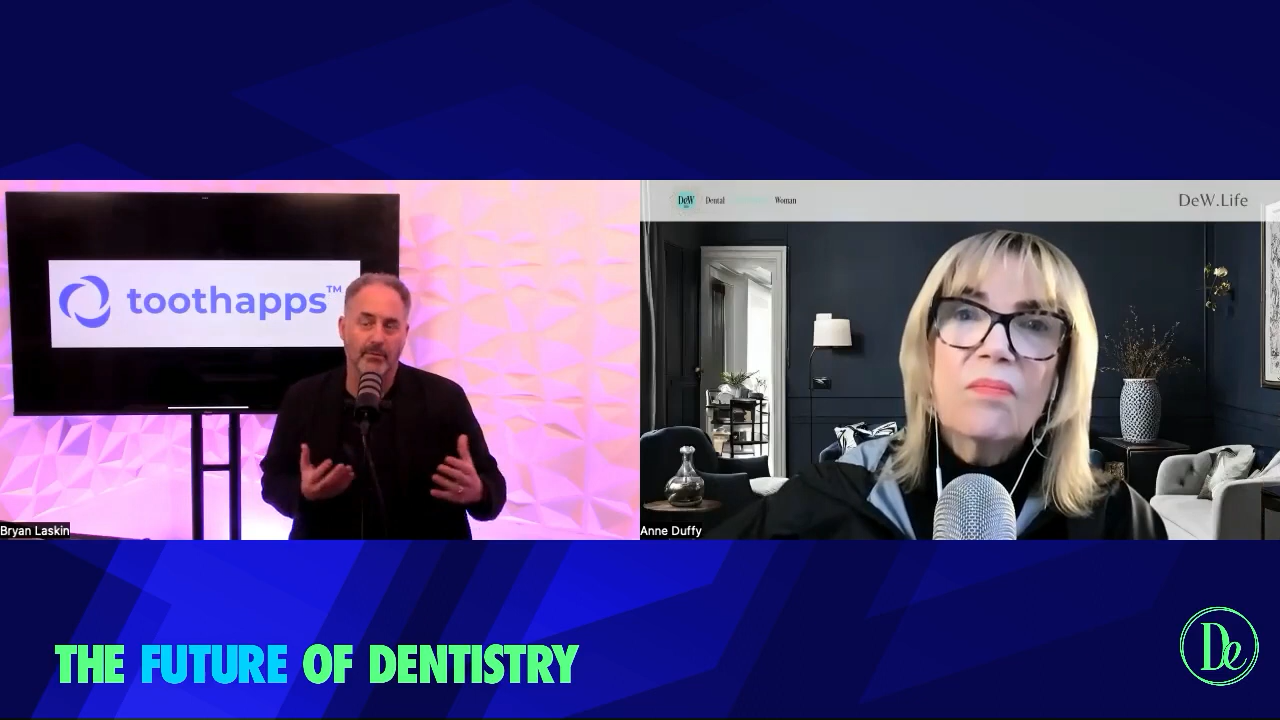 toothapps™
Bryan Laskin
DeW
Dental Woman
DeW.Life
Anne Duffy
THE FUTURE OF DENTISTRY
De